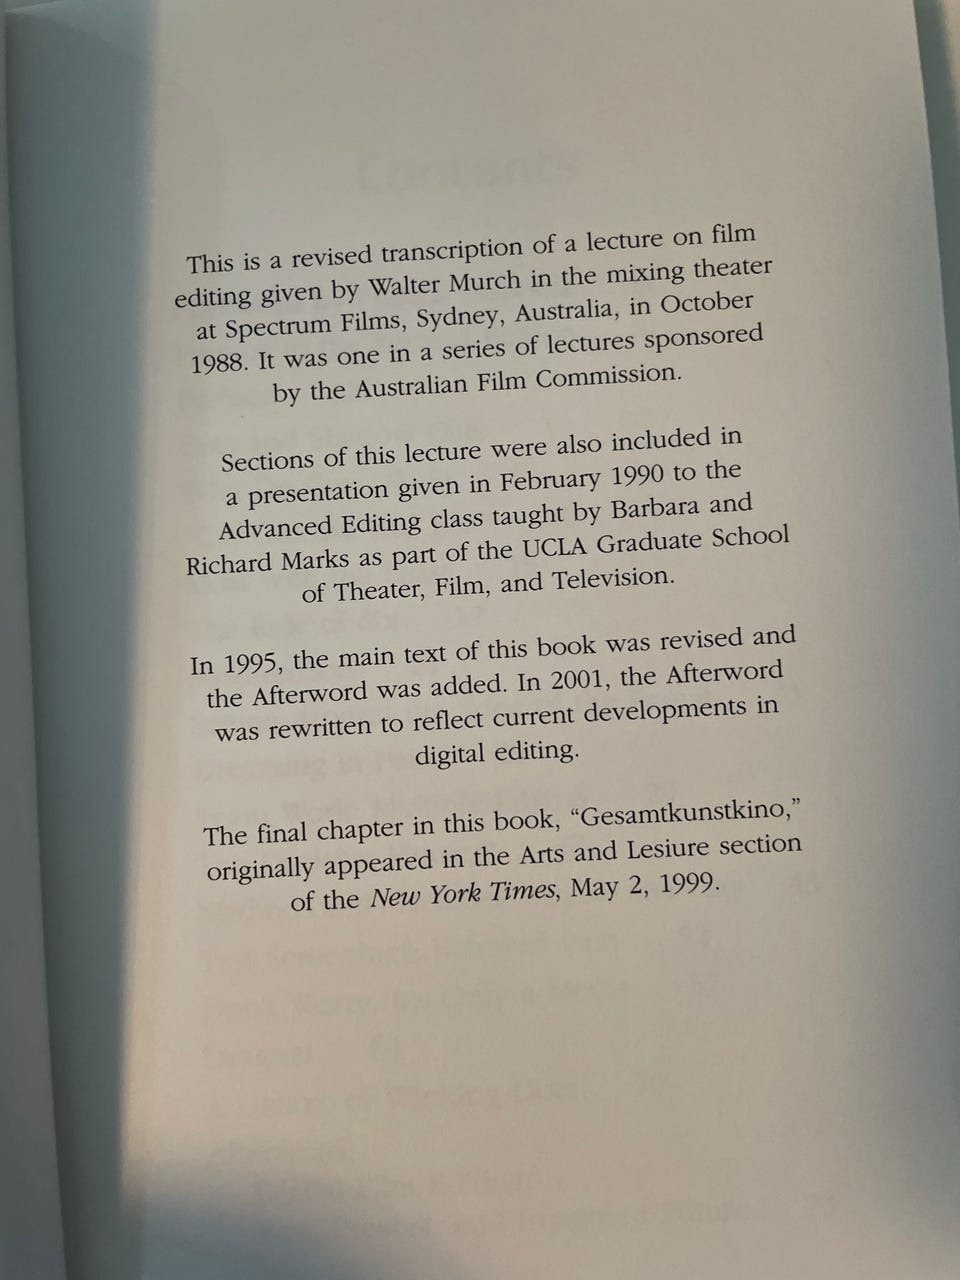 Contents
This is a revised transcription of a lecture on film
editing given by Walter Murch in the mixing theater
at Spectrum Films, Sydney, Australia, in October
1988. It was one in a series of lectures sponsored
by the Australian Film Commission.
Sections of this lecture were also included in
a presentation given in February 1990 to the
Advanced Editing class taught by Barbara and
Richard Marks as part of the UCLA Graduate School
of Theater, Film, and Television.
In 1995, the main text of this book was revised and
the Afterword was added. In 2001, the Afterword
was rewritten to reflect current developments in
digital editing.
The final chapter in this book, “Gesamtkunstkino,”
originally appeared in the Arts and Lesiure section
of the New York Times, May 2, 1999.